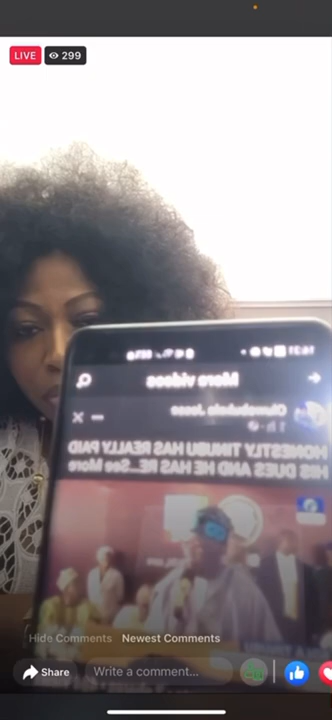 LIVE 299
More videos
HONESTLY TINUBU HAS REALLY PAID
HIS DUES AND HE HAS RE...See More
Hide Comments Newest Comments
Share Write a comment...